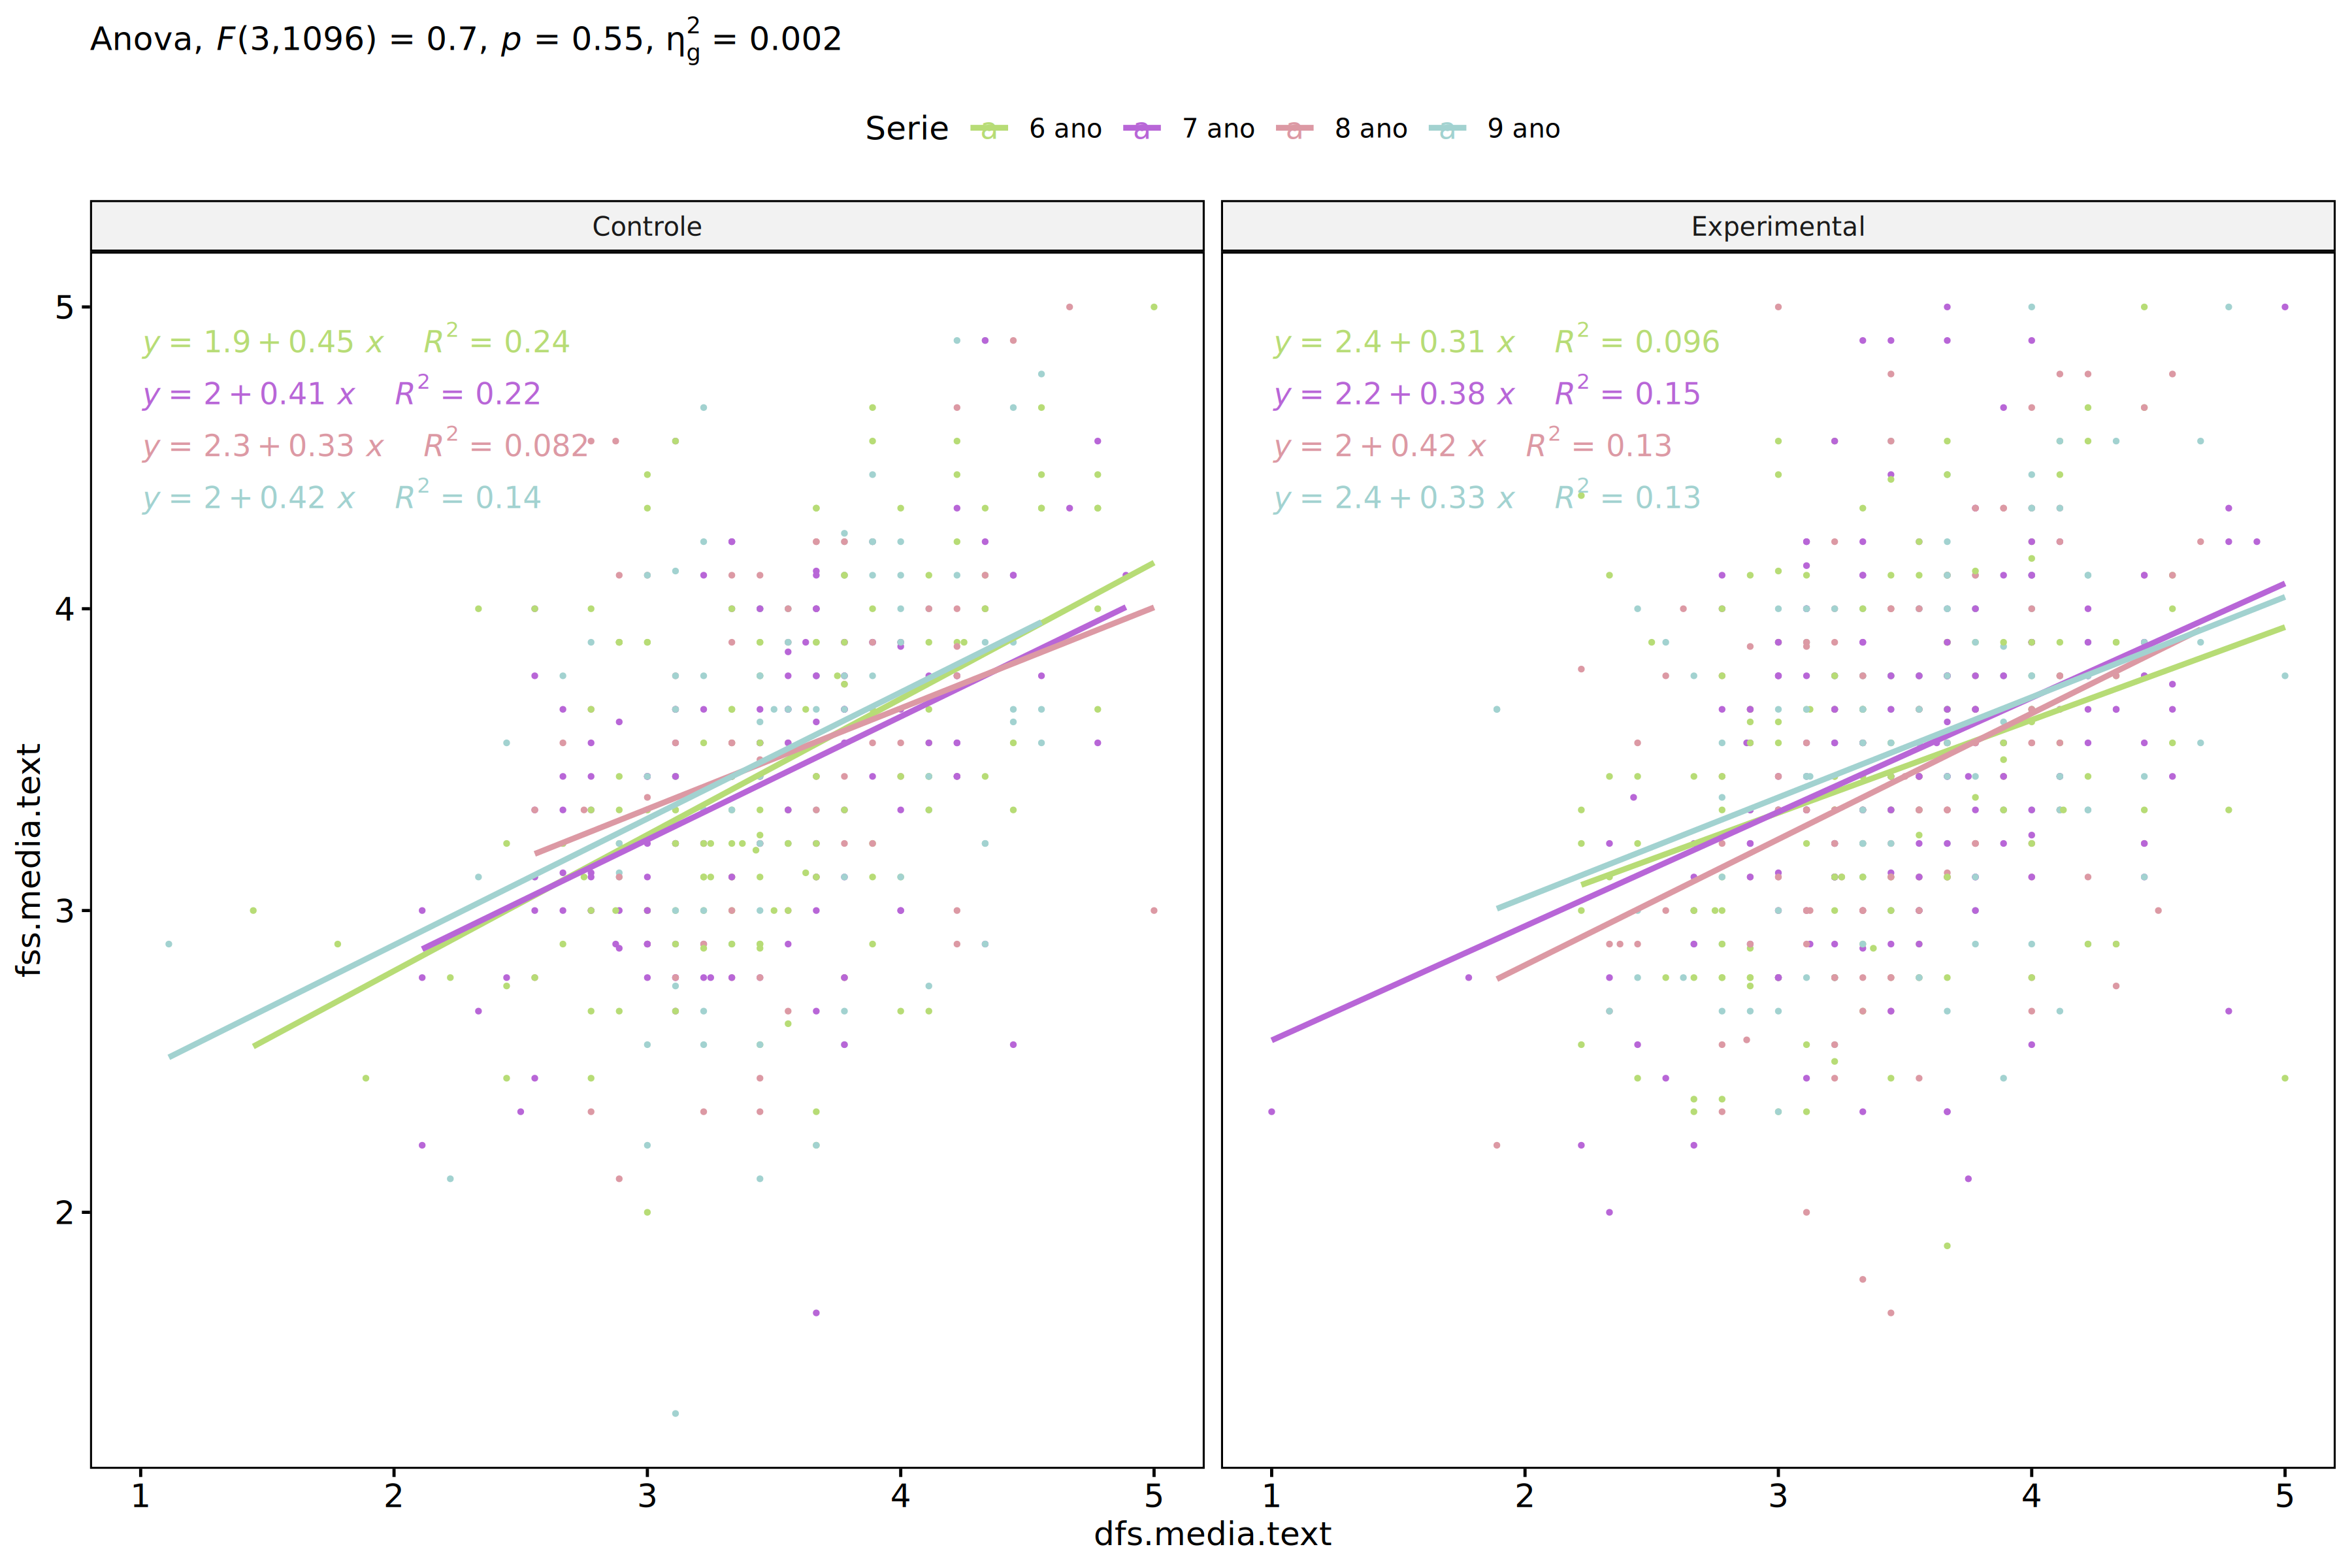 Anova, F(3,1096) = 0.7, p = 0.55, η²g = 0.002
Serie a 6 ano a 7 ano a 8 ano a 9 ano
Controle
Experimental
y = 1.9 + 0.45 x R² = 0.24
y = 2 + 0.41 x R² = 0.22
y = 2.3 + 0.33 x R² = 0.082
y = 2 + 0.42 x R² = 0.14
y = 2.4 + 0.31 x R² = 0.096
y = 2.2 + 0.38 x R² = 0.15
y = 2 + 0.42 x R² = 0.13
y = 2.4 + 0.33 x R² = 0.13
5
4
3
2
fss.media.text
1 2 3 4 5
1 2 3 4 5
dfs.media.text